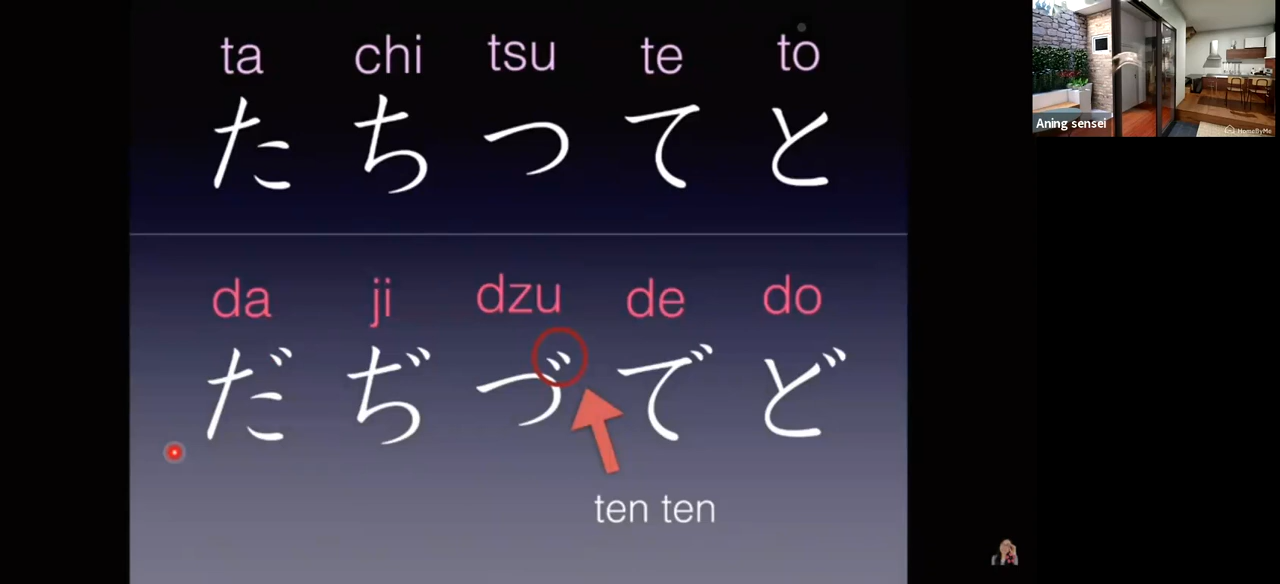 ta chi tsu te to
た ち つ て と
da ji dzu de do
だ ぢ づ で ど
ten ten
Aning sensei
HomeByMe